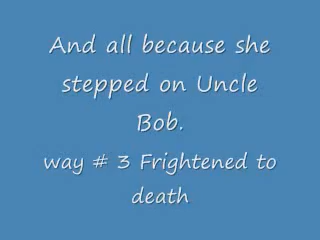 And all because she
stepped on Uncle
Bob.
way # 3 Frightened to
death